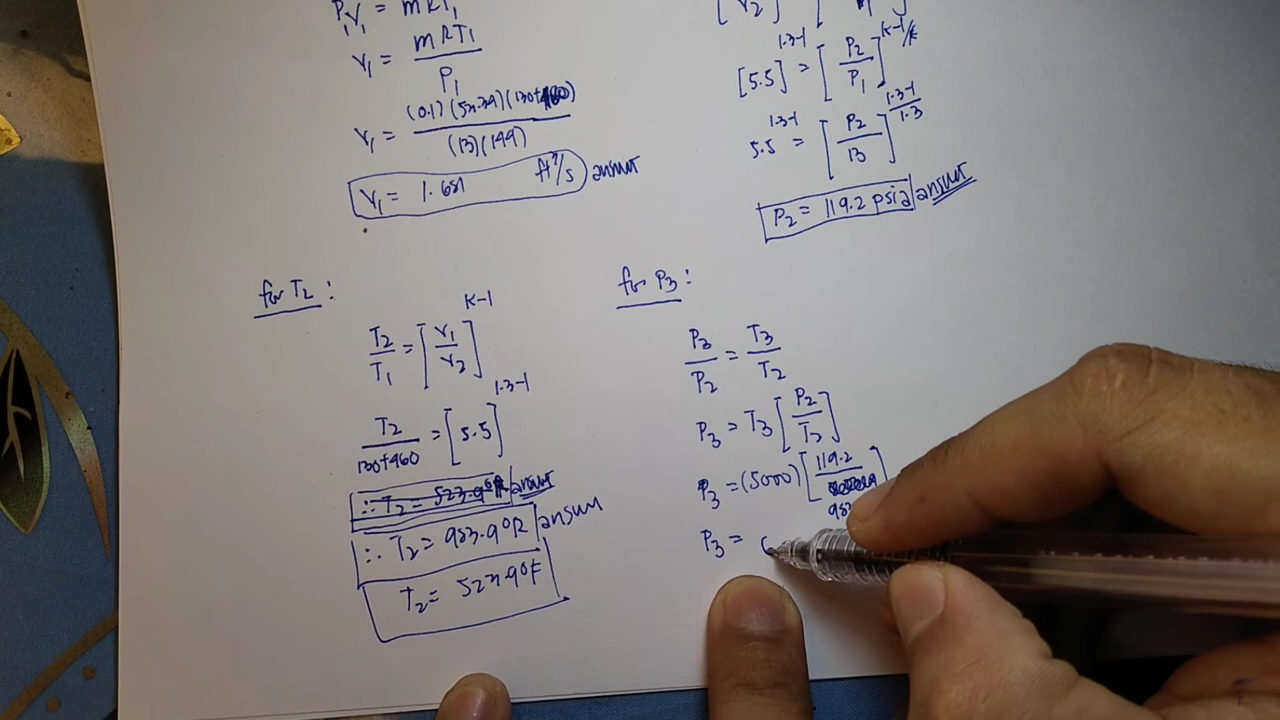 P1V1 = mRT1
V1 = mRT1 / P1
V1 = (0.1)(53.34)(130+460) / (13)(144)
V1 = 1.681 ft³/s answer
[5.5]^1.3-1 = [P2/P1]^k-1/k
5.5^1.3-1 = [P2/13]^1.3-1/1.3
P2 = 119.2 psia answer
for T2 :
T2/T1 = [V1/V2]^k-1
T2/130+460 = [5.5]^1.3-1
∴ T2 = 523.9°R answer
∴ T2 = 983.9°R answer
T2 = 523.9°F
for P3 :
P3/P2 = T3/T2
P3 = T3 [P2/T2]
P3 = (5000) [119.2/983
P3 =